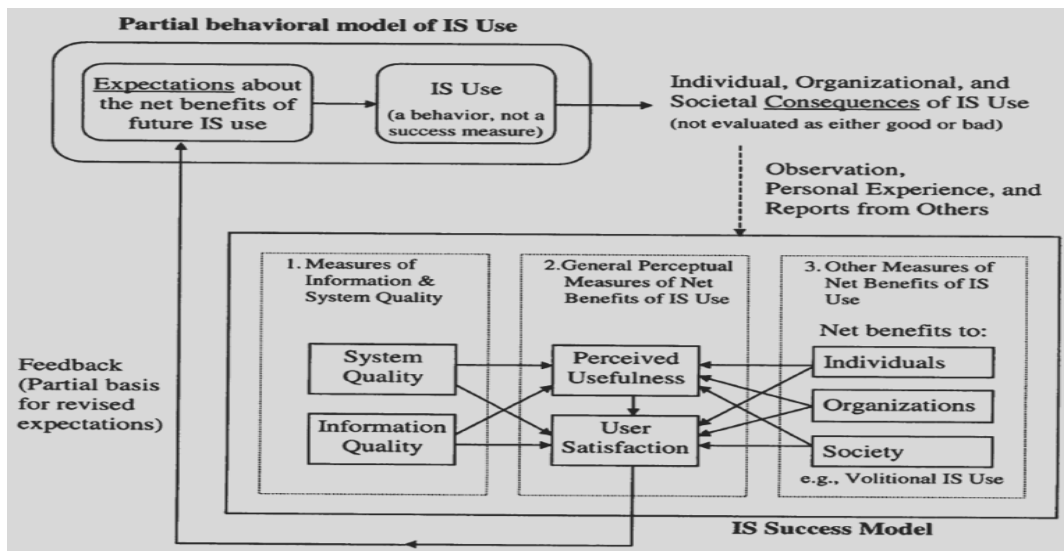 Partial behavioral model of IS Use
Expectations about
the net benefits of
future IS use
IS Use
(a behavior, not a
success measure)
Individual, Organizational, and
Societal Consequences of IS Use
(not evaluated as either good or bad)
Observation,
Personal Experience, and
Reports from Others
1. Measures of
Information &
System Quality
System
Quality
Information
Quality
2.General Perceptual
Measures of Net
Benefits of IS Use
Perceived
Usefulness
User
Satisfaction
3. Other Measures of
Net Benefits of IS
Use
Net benefits to:
Individuals
Organizations
Society
e.g., Volitional IS Use
Feedback
(Partial basis
for revised
expectations)
IS Success Model